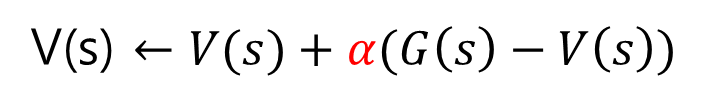 V(s) ← V(s) + α(G(s) − V(s))